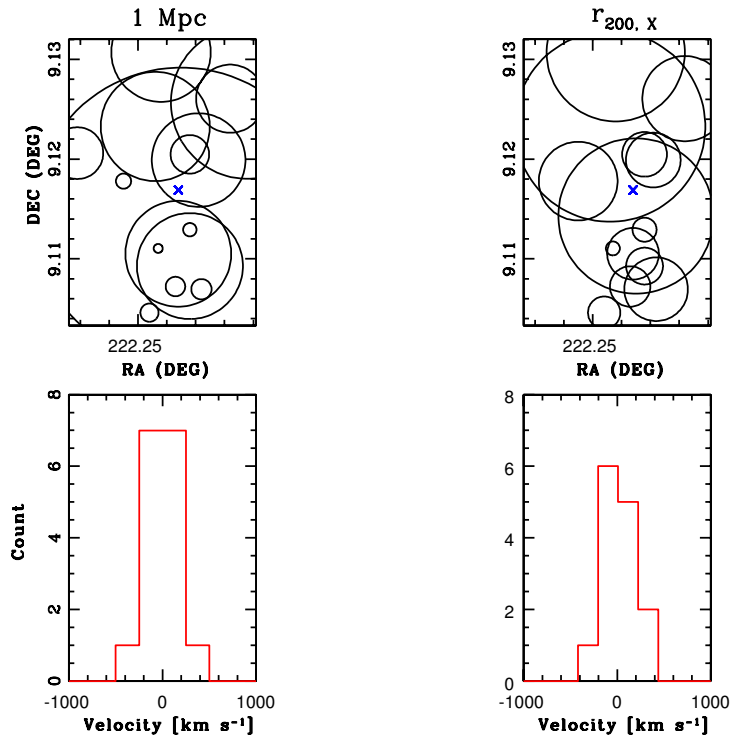 1 Mpc
r200, X
9.13
9.12
9.11
DEC (DEG)
222.25
RA (DEG)
9.13
9.12
9.11
222.25
RA (DEG)
8
6
4
2
0
Count
-1000 0 1000
Velocity [km s⁻¹]
8
6
4
2
0
-1000 0 1000
Velocity [km s⁻¹]